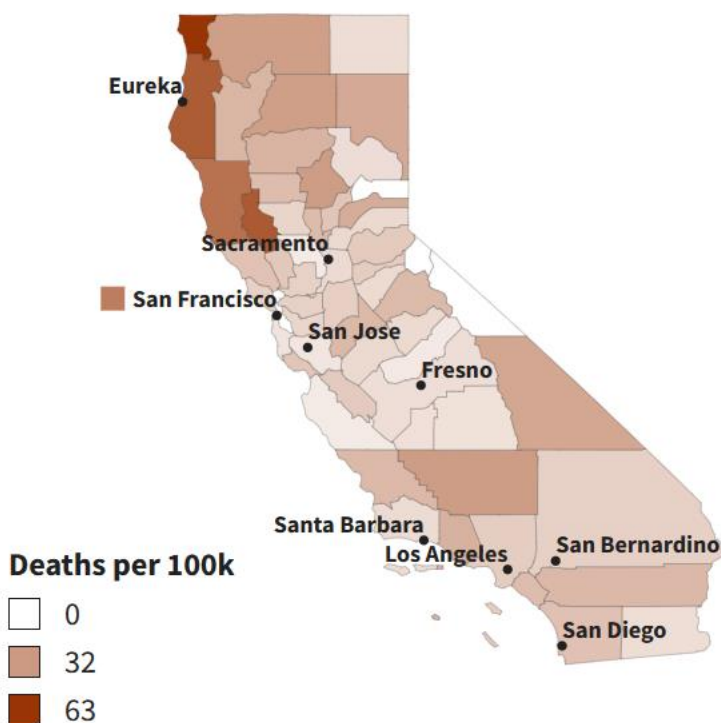 Eureka
Sacramento
San Francisco
San Jose
Fresno
Santa Barbara
Los Angeles
San Bernardino
San Diego
Deaths per 100k
0
32
63